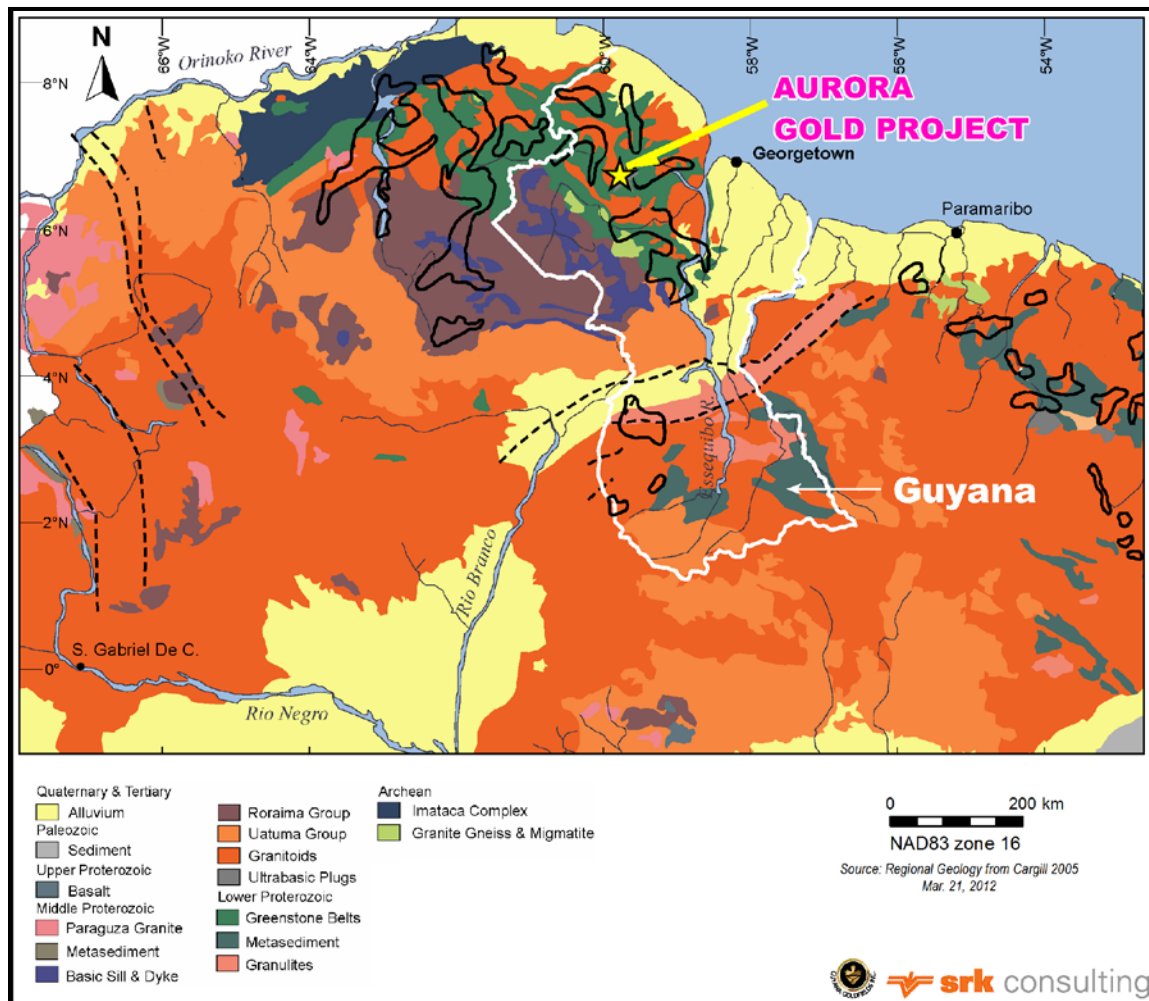 N
66°W
64°W
60°W
58°W
56°W
54°W
Orinoko River
8°N
AURORA
GOLD PROJECT
Georgetown
Paramaribo
6°N
4°N
Essequibo R.
Guyana
2°N
Rio Branco
S. Gabriel De C.
0°
Rio Negro
Quaternary & Tertiary
Alluvium
Paleozoic
Sediment
Upper Proterozoic
Basalt
Middle Proterozoic
Paraguza Granite
Metasediment
Basic Sill & Dyke
Roraima Group
Uatuma Group
Granitoids
Ultrabasic Plugs
Lower Proterozoic
Greenstone Belts
Metasediment
Granulites
Archean
Imataca Complex
Granite Gneiss & Migmatite
0 200 km
NAD83 zone 16
Source: Regional Geology from Cargill 2005
Mar. 21, 2012
GUYANA GOLDFIELDS INC.
srk consulting